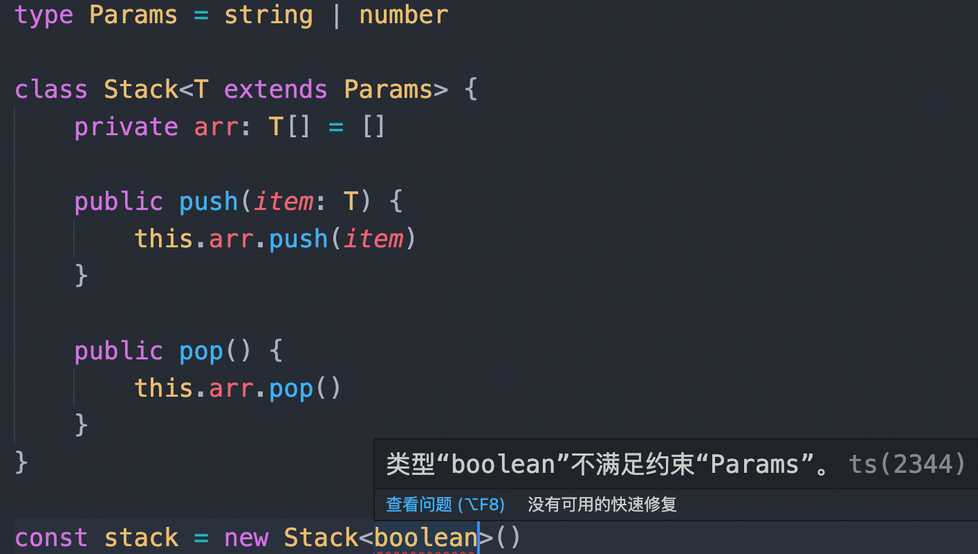 type Params = string | number
class Stack<T extends Params> {
private arr: T[] = []
public push(item: T) {
this.arr.push(item)
}
public pop() {
this.arr.pop()
}
}
类型“boolean”不满足约束“Params”。 ts(2344)
查看问题 (⌥F8) 没有可用的快速修复
const stack = new Stack<boolean>()